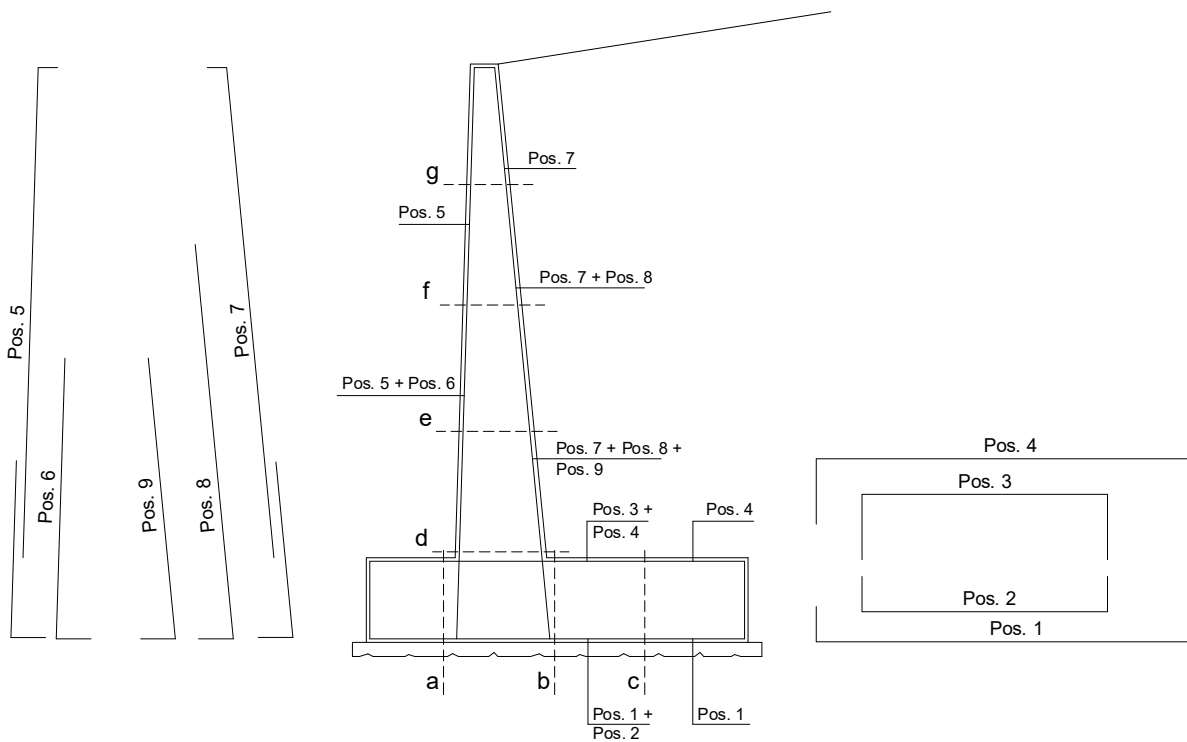 Pos. 7
g
Pos. 5
Pos. 7 + Pos. 8
f
Pos. 5
Pos. 7
Pos. 5 + Pos. 6
e
Pos. 7 + Pos. 8 +
Pos. 9
Pos. 4
Pos. 6
Pos. 9
Pos. 8
Pos. 3
Pos. 3 +
Pos. 4
Pos. 4
d
Pos. 2
Pos. 1
a
b
c
Pos. 1 +
Pos. 2
Pos. 1